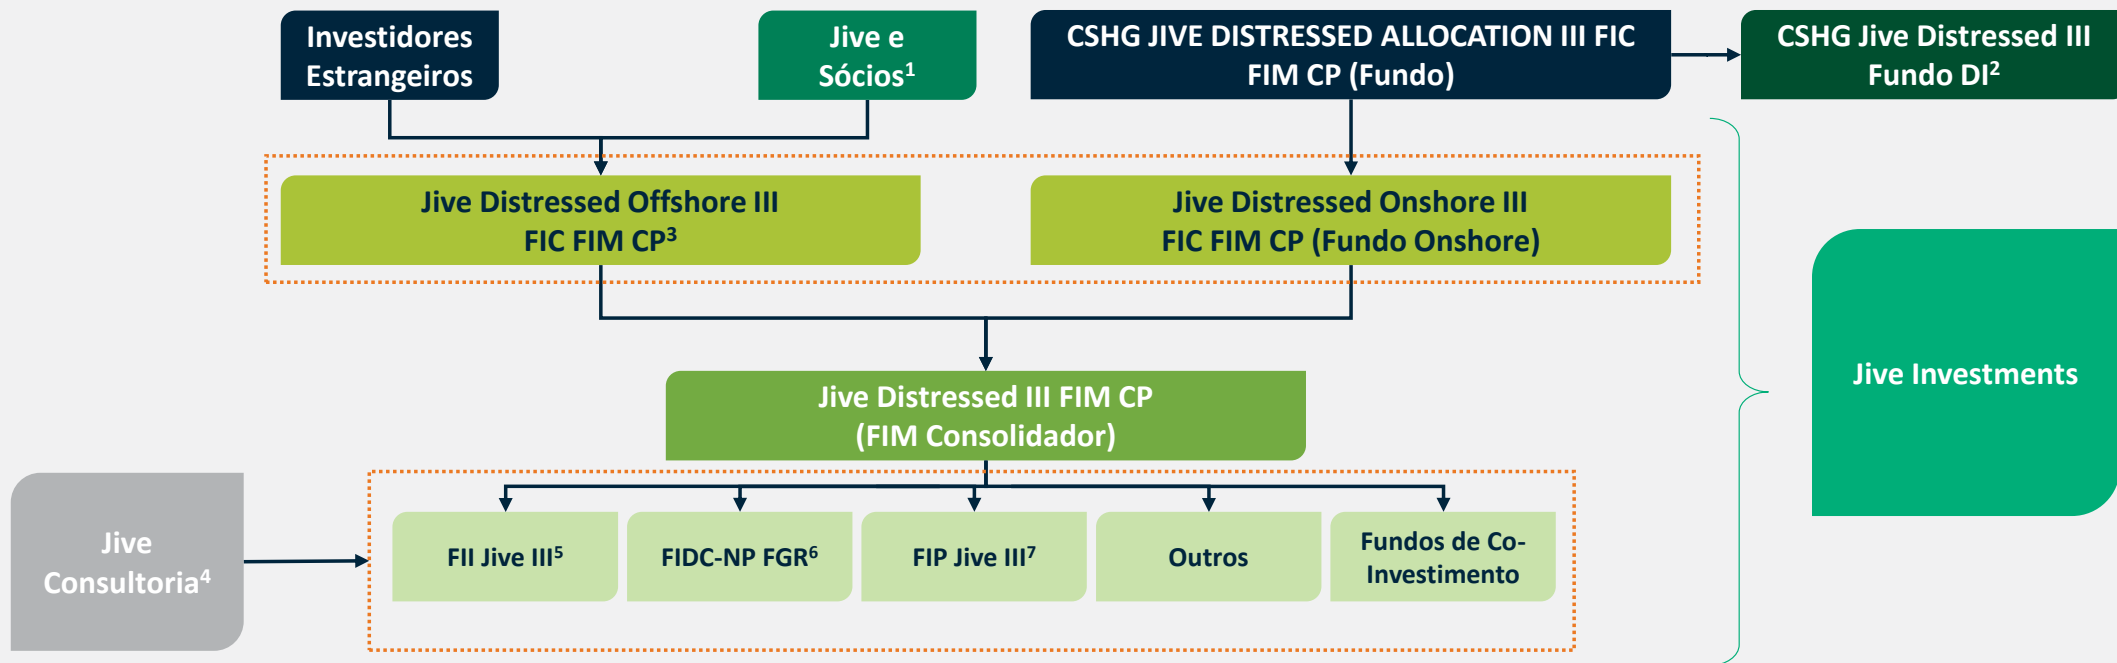 Investidores
Estrangeiros
Jive e
Sócios¹
CSHG JIVE DISTRESSED ALLOCATION III FIC
FIM CP (Fundo)
CSHG Jive Distressed III
Fundo DI²
Jive Distressed Offshore III
FIC FIM CP³
Jive Distressed Onshore III
FIC FIM CP (Fundo Onshore)
Jive Investments
Jive Distressed III FIM CP
(FIM Consolidador)
Jive
Consultoria⁴
FII Jive III⁵
FIDC-NP FGR⁶
FIP Jive III⁷
Outros
Fundos de Co-
Investimento